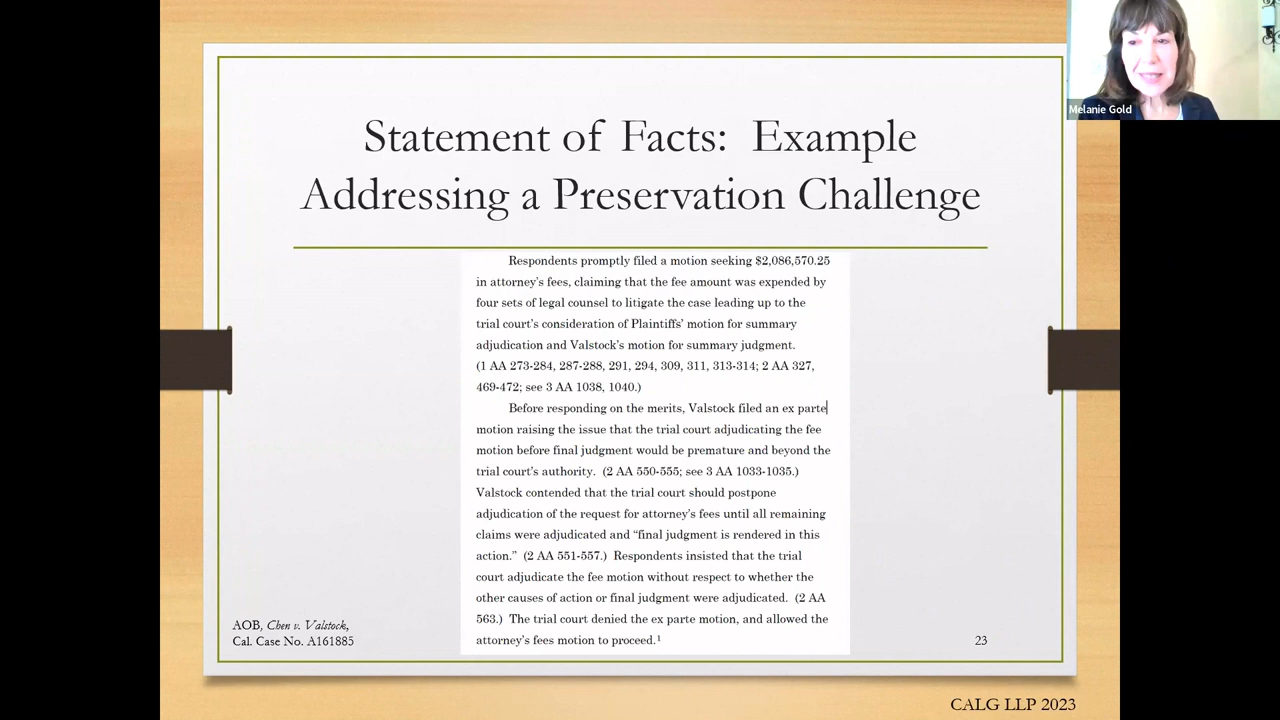 Melanie Gold
Statement of Facts: Example
Addressing a Preservation Challenge
Respondents promptly filed a motion seeking $2,086,570.25
in attorney's fees, claiming that the fee amount was expended by
four sets of legal counsel to litigate the case leading up to the
trial court's consideration of Plaintiffs' motion for summary
adjudication and Valstock's motion for summary judgment.
(1 AA 273-284, 287-288, 291, 294, 309, 311, 313-314; 2 AA 327,
469-472; see 3 AA 1038, 1040.)
Before responding on the merits, Valstock filed an ex parte
motion raising the issue that the trial court adjudicating the fee
motion before final judgment would be premature and beyond the
trial court's authority. (2 AA 550-555; see 3 AA 1033-1035.)
Valstock contended that the trial court should postpone
adjudication of the request for attorney's fees until all remaining
claims were adjudicated and “final judgment is rendered in this
action.” (2 AA 551-557.) Respondents insisted that the trial
court adjudicate the fee motion without respect to whether the
other causes of action or final judgment were adjudicated. (2 AA
563.) The trial court denied the ex parte motion, and allowed the
attorney's fees motion to proceed.¹
AOB, Chen v. Valstock,
Cal. Case No. A161885
23
CALG LLP 2023